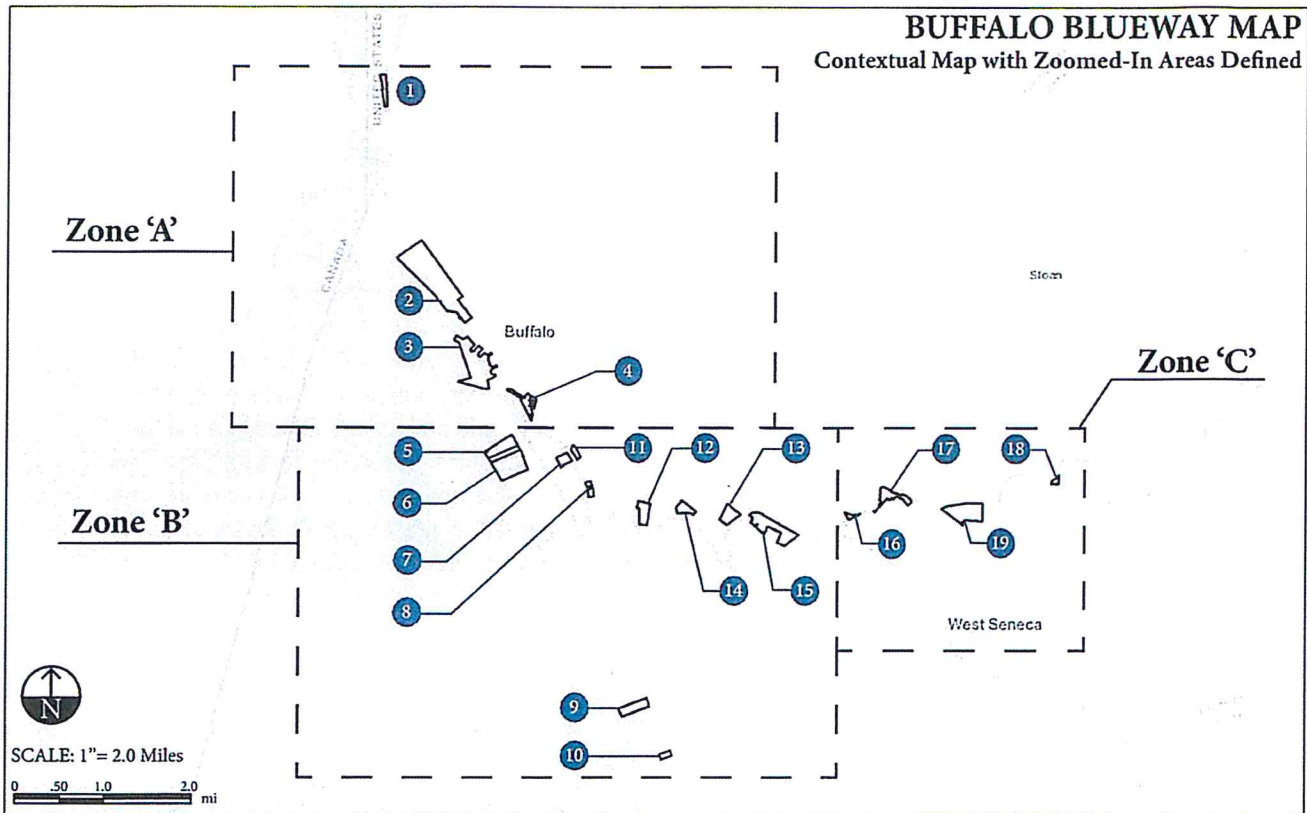 BUFFALO BLUEWAY MAP
Contextual Map with Zoomed-In Areas Defined
UNITED STATES
1
Zone ‘A’
CANADA
Sloan
2
Buffalo
3
Zone ‘C’
4
5
11
12
13
17
18
6
Zone ‘B’
16
19
7
14
15
8
West Seneca
9
N
10
SCALE: 1”= 2.0 Miles
0 .50 1.0 2.0 mi